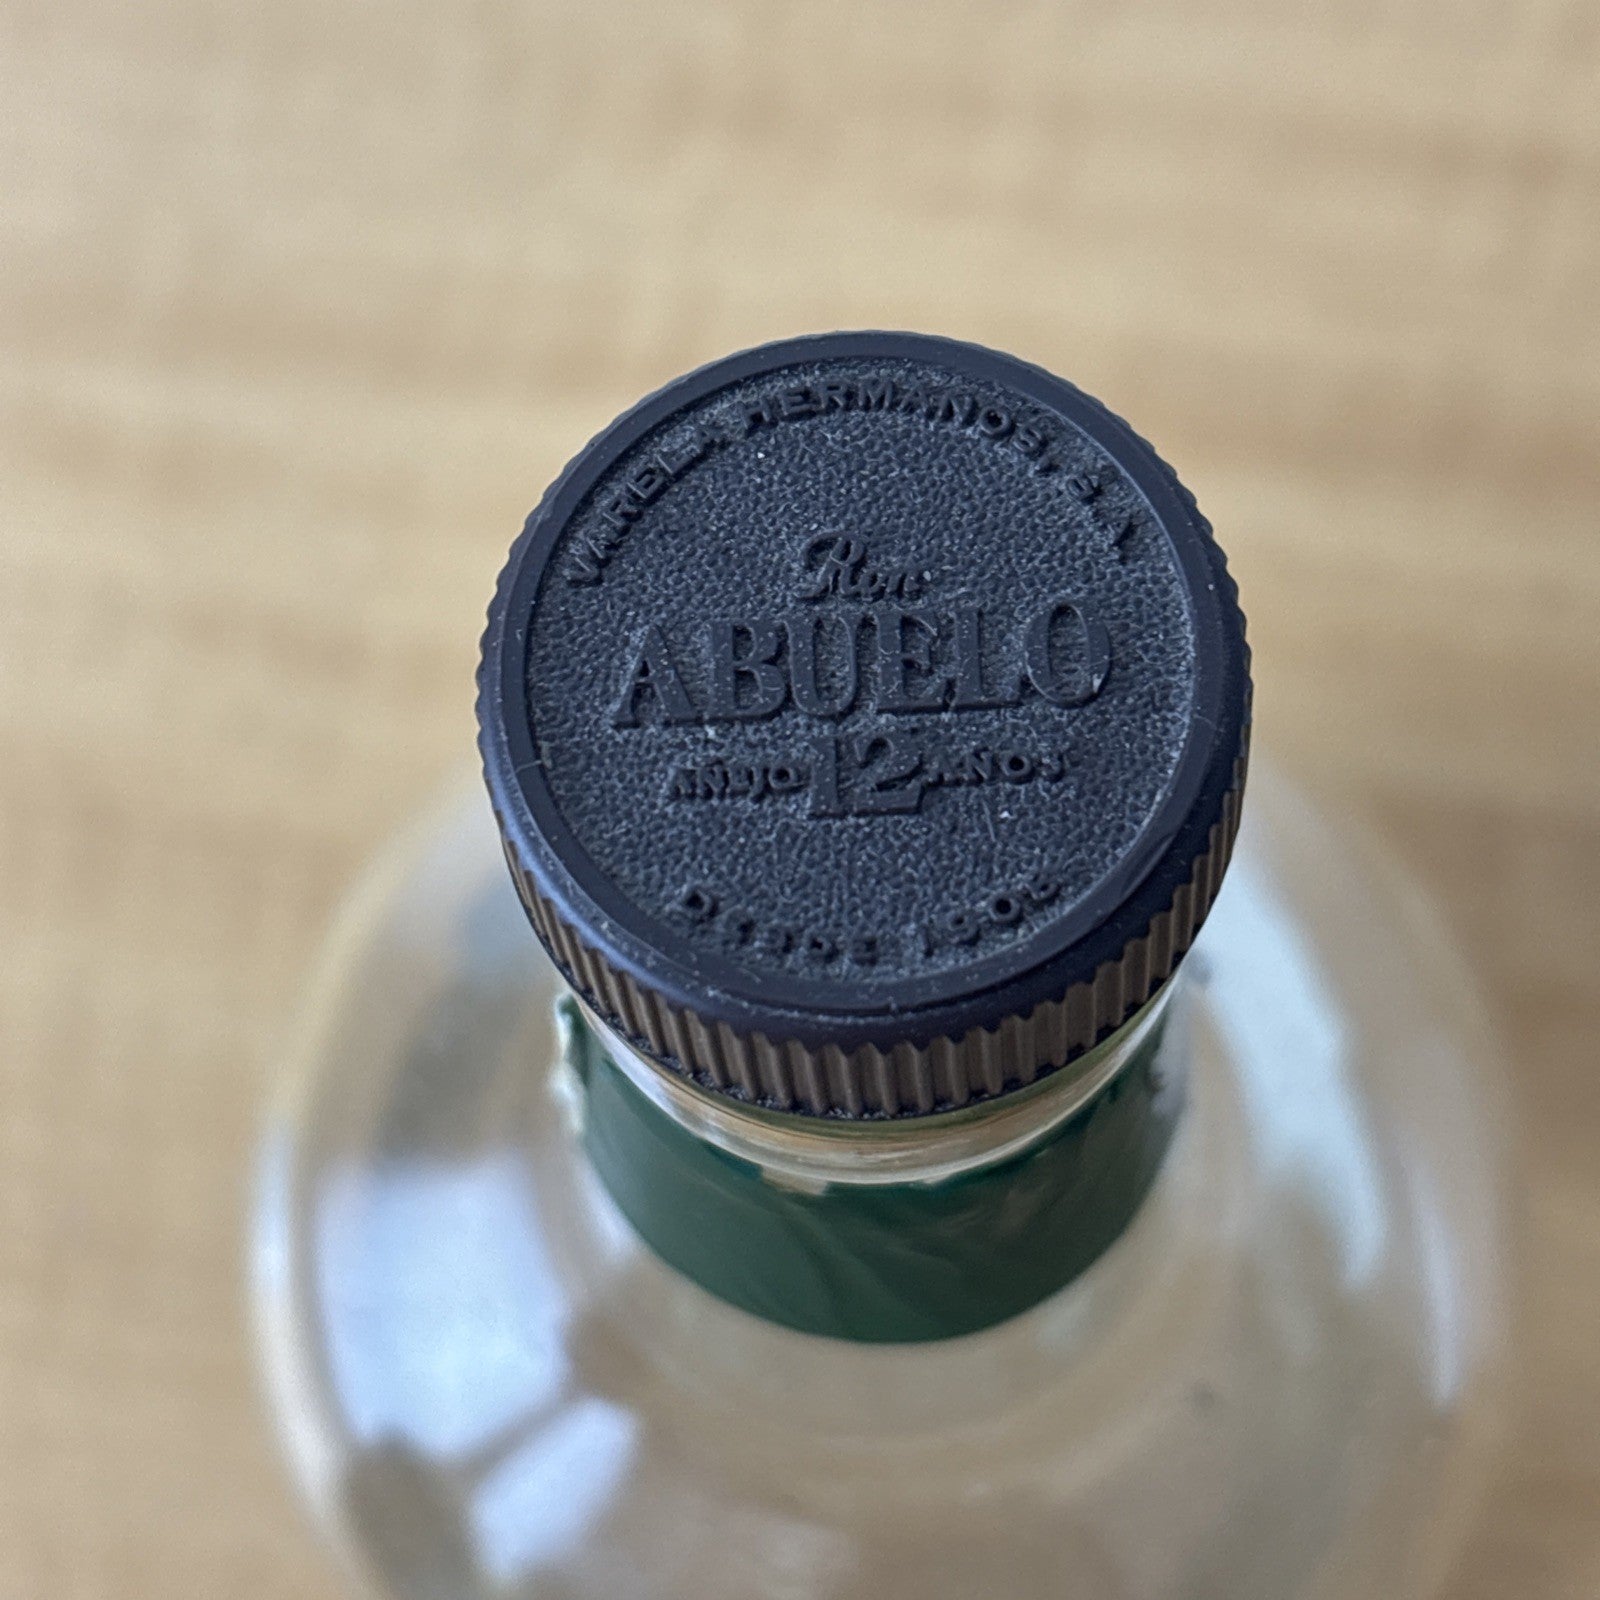 VARELA HERMANOS, S.A.
Ron
ABUELO
AÑEJO 12 AÑOS
DESDE 1908